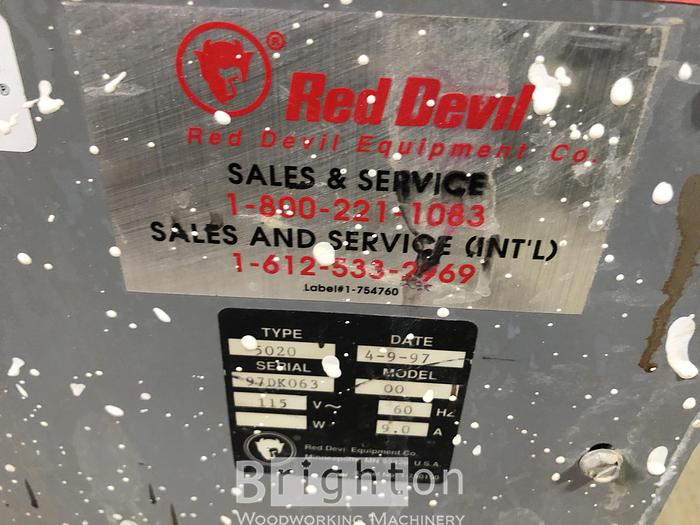 ®
Red Devil
Red Devil Equipment Co.
SALES & SERVICE
1-800-221-1083
SALES AND SERVICE (INT'L)
1-612-533-2969
Label#1-754760
TYPE DATE
5020 4-9-97
SERIAL MODEL
97DK063 00
115 V~ 60 HZ
W 9.0 A
Red Devil Equipment Co.
U.S.A.
Brighton
WOODWORKING MACHINERY